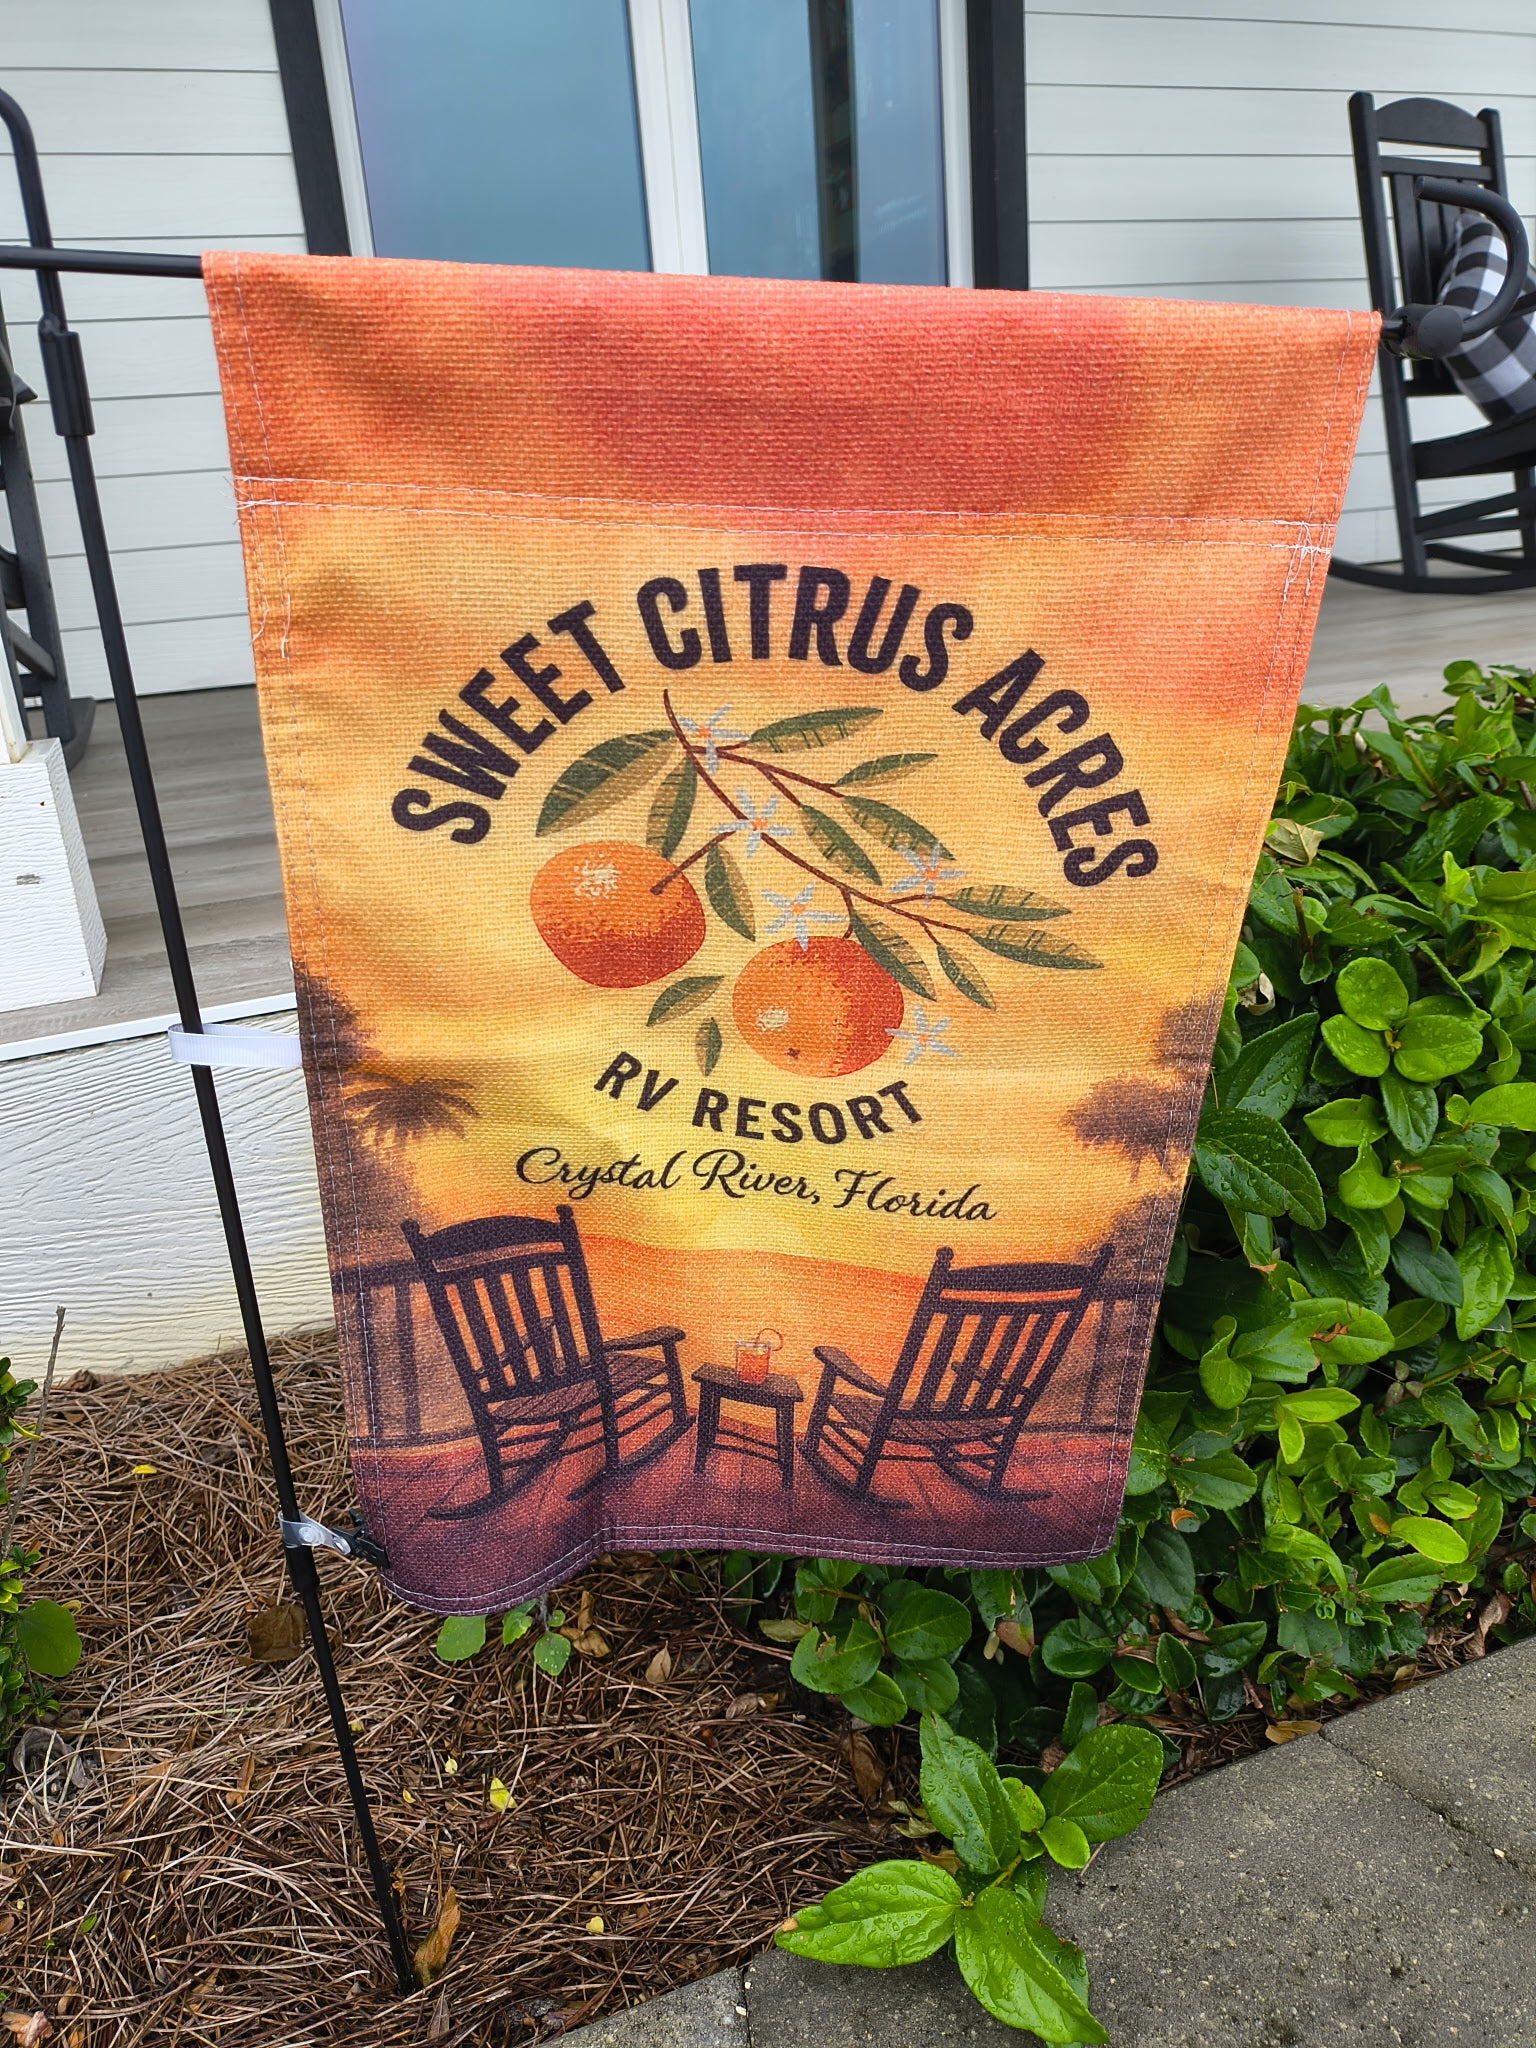 SWEET CITRUS ACRES
RV RESORT
Crystal River, Florida